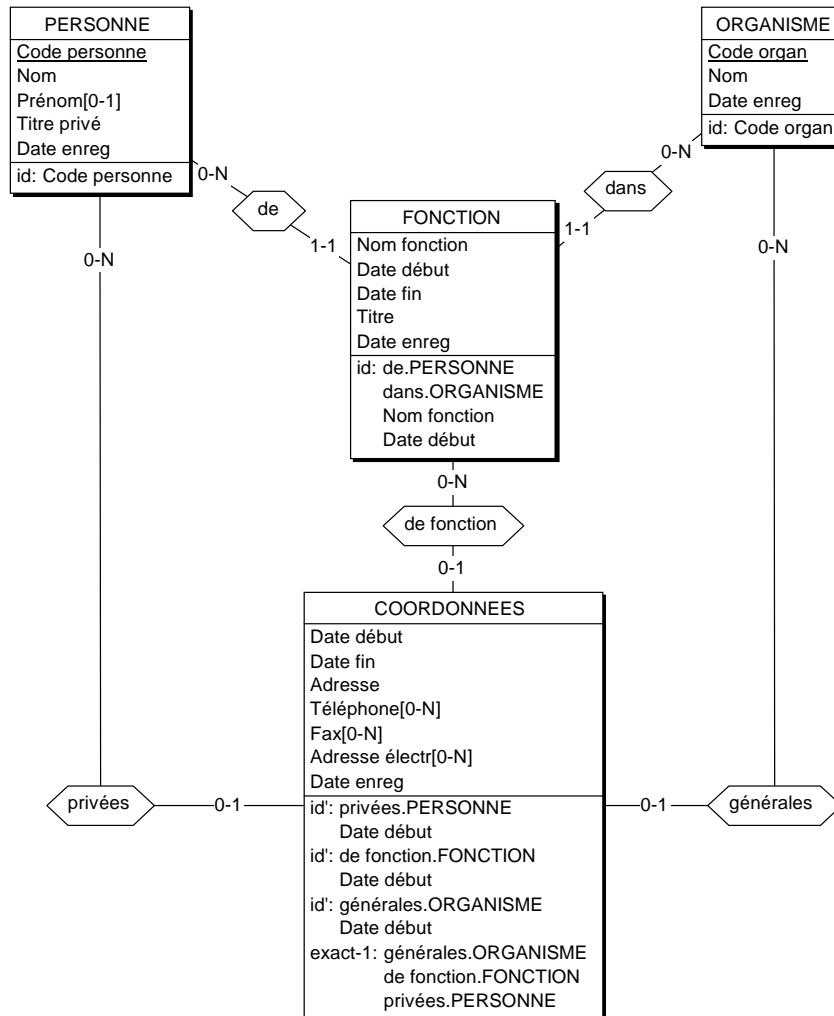 PERSONNE
Code personne
Nom
Prénom[0-1]
Titre privé
Date enreg
id: Code personne
ORGANISME
Code organ
Nom
Date enreg
id: Code organ
0-N
de
1-1
0-N
dans
1-1
FONCTION
Nom fonction
Date début
Date fin
Titre
Date enreg
id: de.PERSONNE
dans.ORGANISME
Nom fonction
Date début
0-N
0-N
0-N
de fonction
0-1
COORDONNEES
Date début
Date fin
Adresse
Téléphone[0-N]
Fax[0-N]
Adresse électr[0-N]
Date enreg
id': privées.PERSONNE
Date début
id': de fonction.FONCTION
Date début
id': générales.ORGANISME
Date début
exact-1: générales.ORGANISME
de fonction.FONCTION
privées.PERSONNE
privées
0-1
0-1
générales